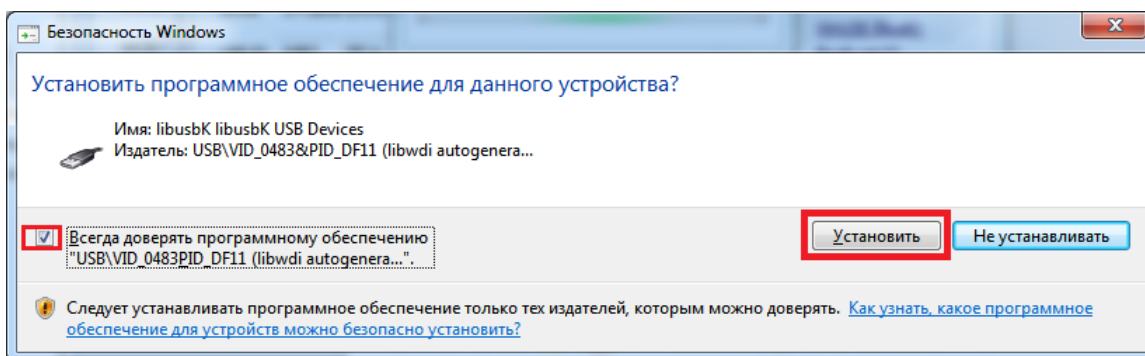 Безопасность Windows
Установить программное обеспечение для данного устройства?
Имя: libusbK libusbK USB Devices
Издатель: USB\VID_0483&PID_DF11 (libwdi autogenera...
Всегда доверять программному обеспечению
"USB\VID_0483PID_DF11 (libwdi autogenera...".
Установить
Не устанавливать
Следует устанавливать программное обеспечение только тех издателей, которым можно доверять. Как узнать, какое программное
обеспечение для устройств можно безопасно установить?